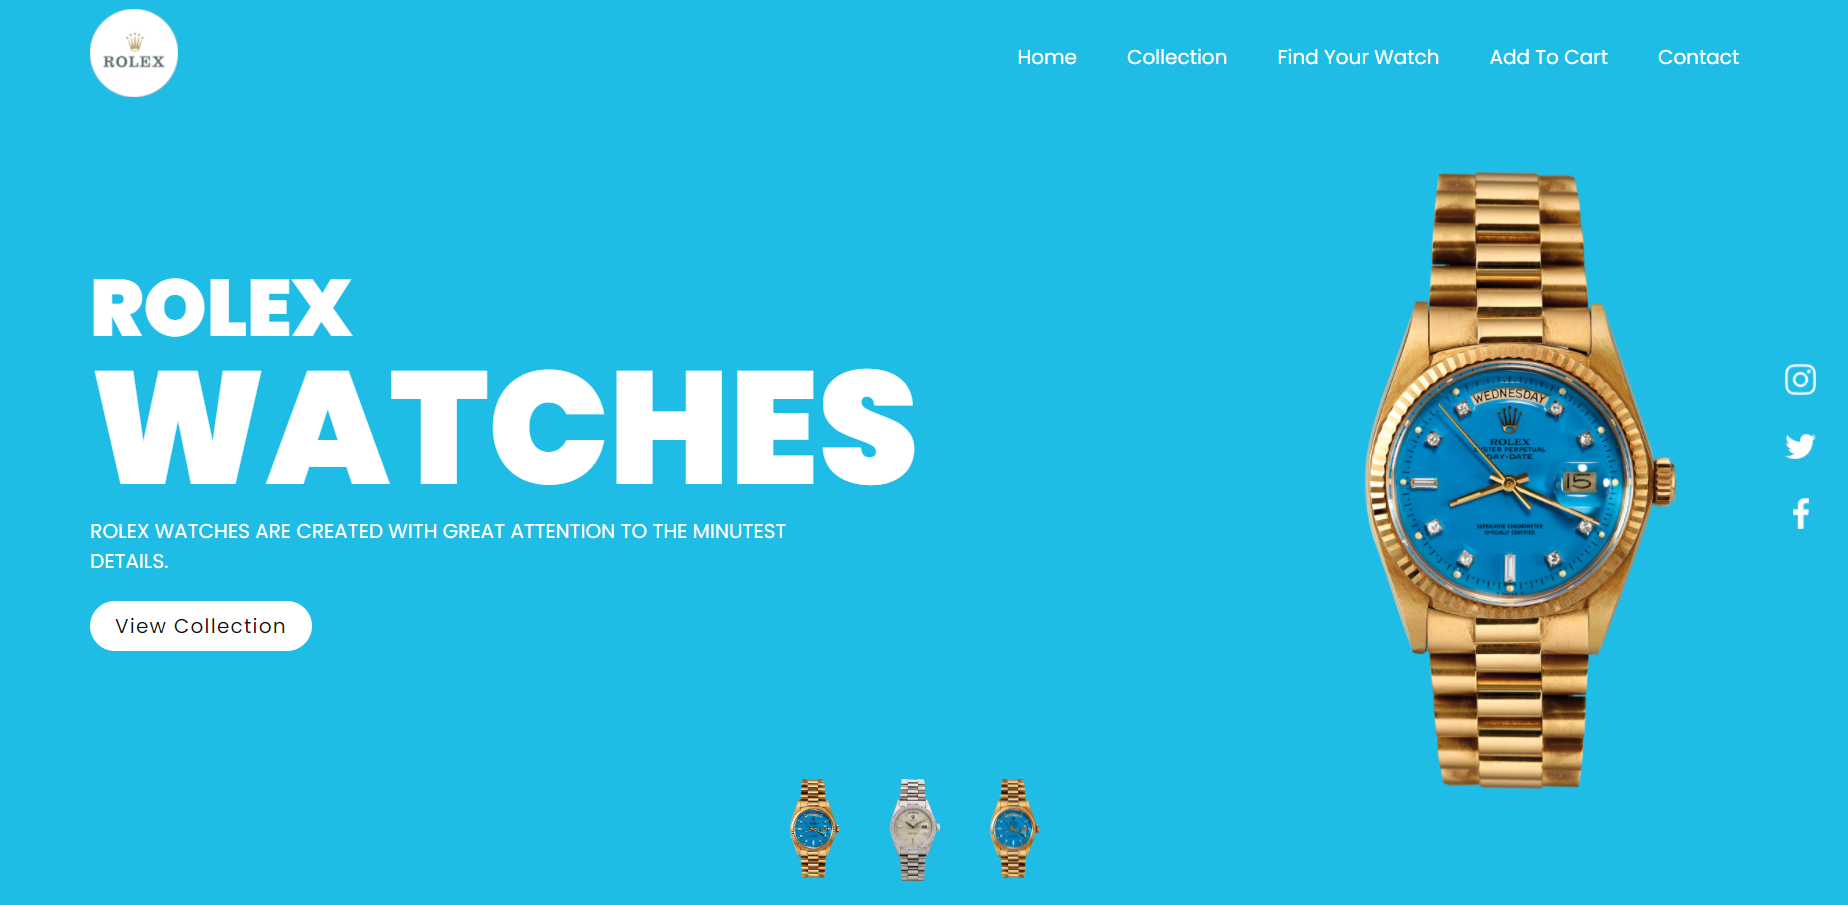 ROLEX
Home Collection Find Your Watch Add To Cart Contact
ROLEX
WATCHES
ROLEX WATCHES ARE CREATED WITH GREAT ATTENTION TO THE MINUTEST
DETAILS.
View Collection
WEDNESDAY
ROLEX
OYSTER PERPETUAL
DAY-DATE
15
SUPERLATIVE CHRONOMETER
OFFICIALLY CERTIFIED